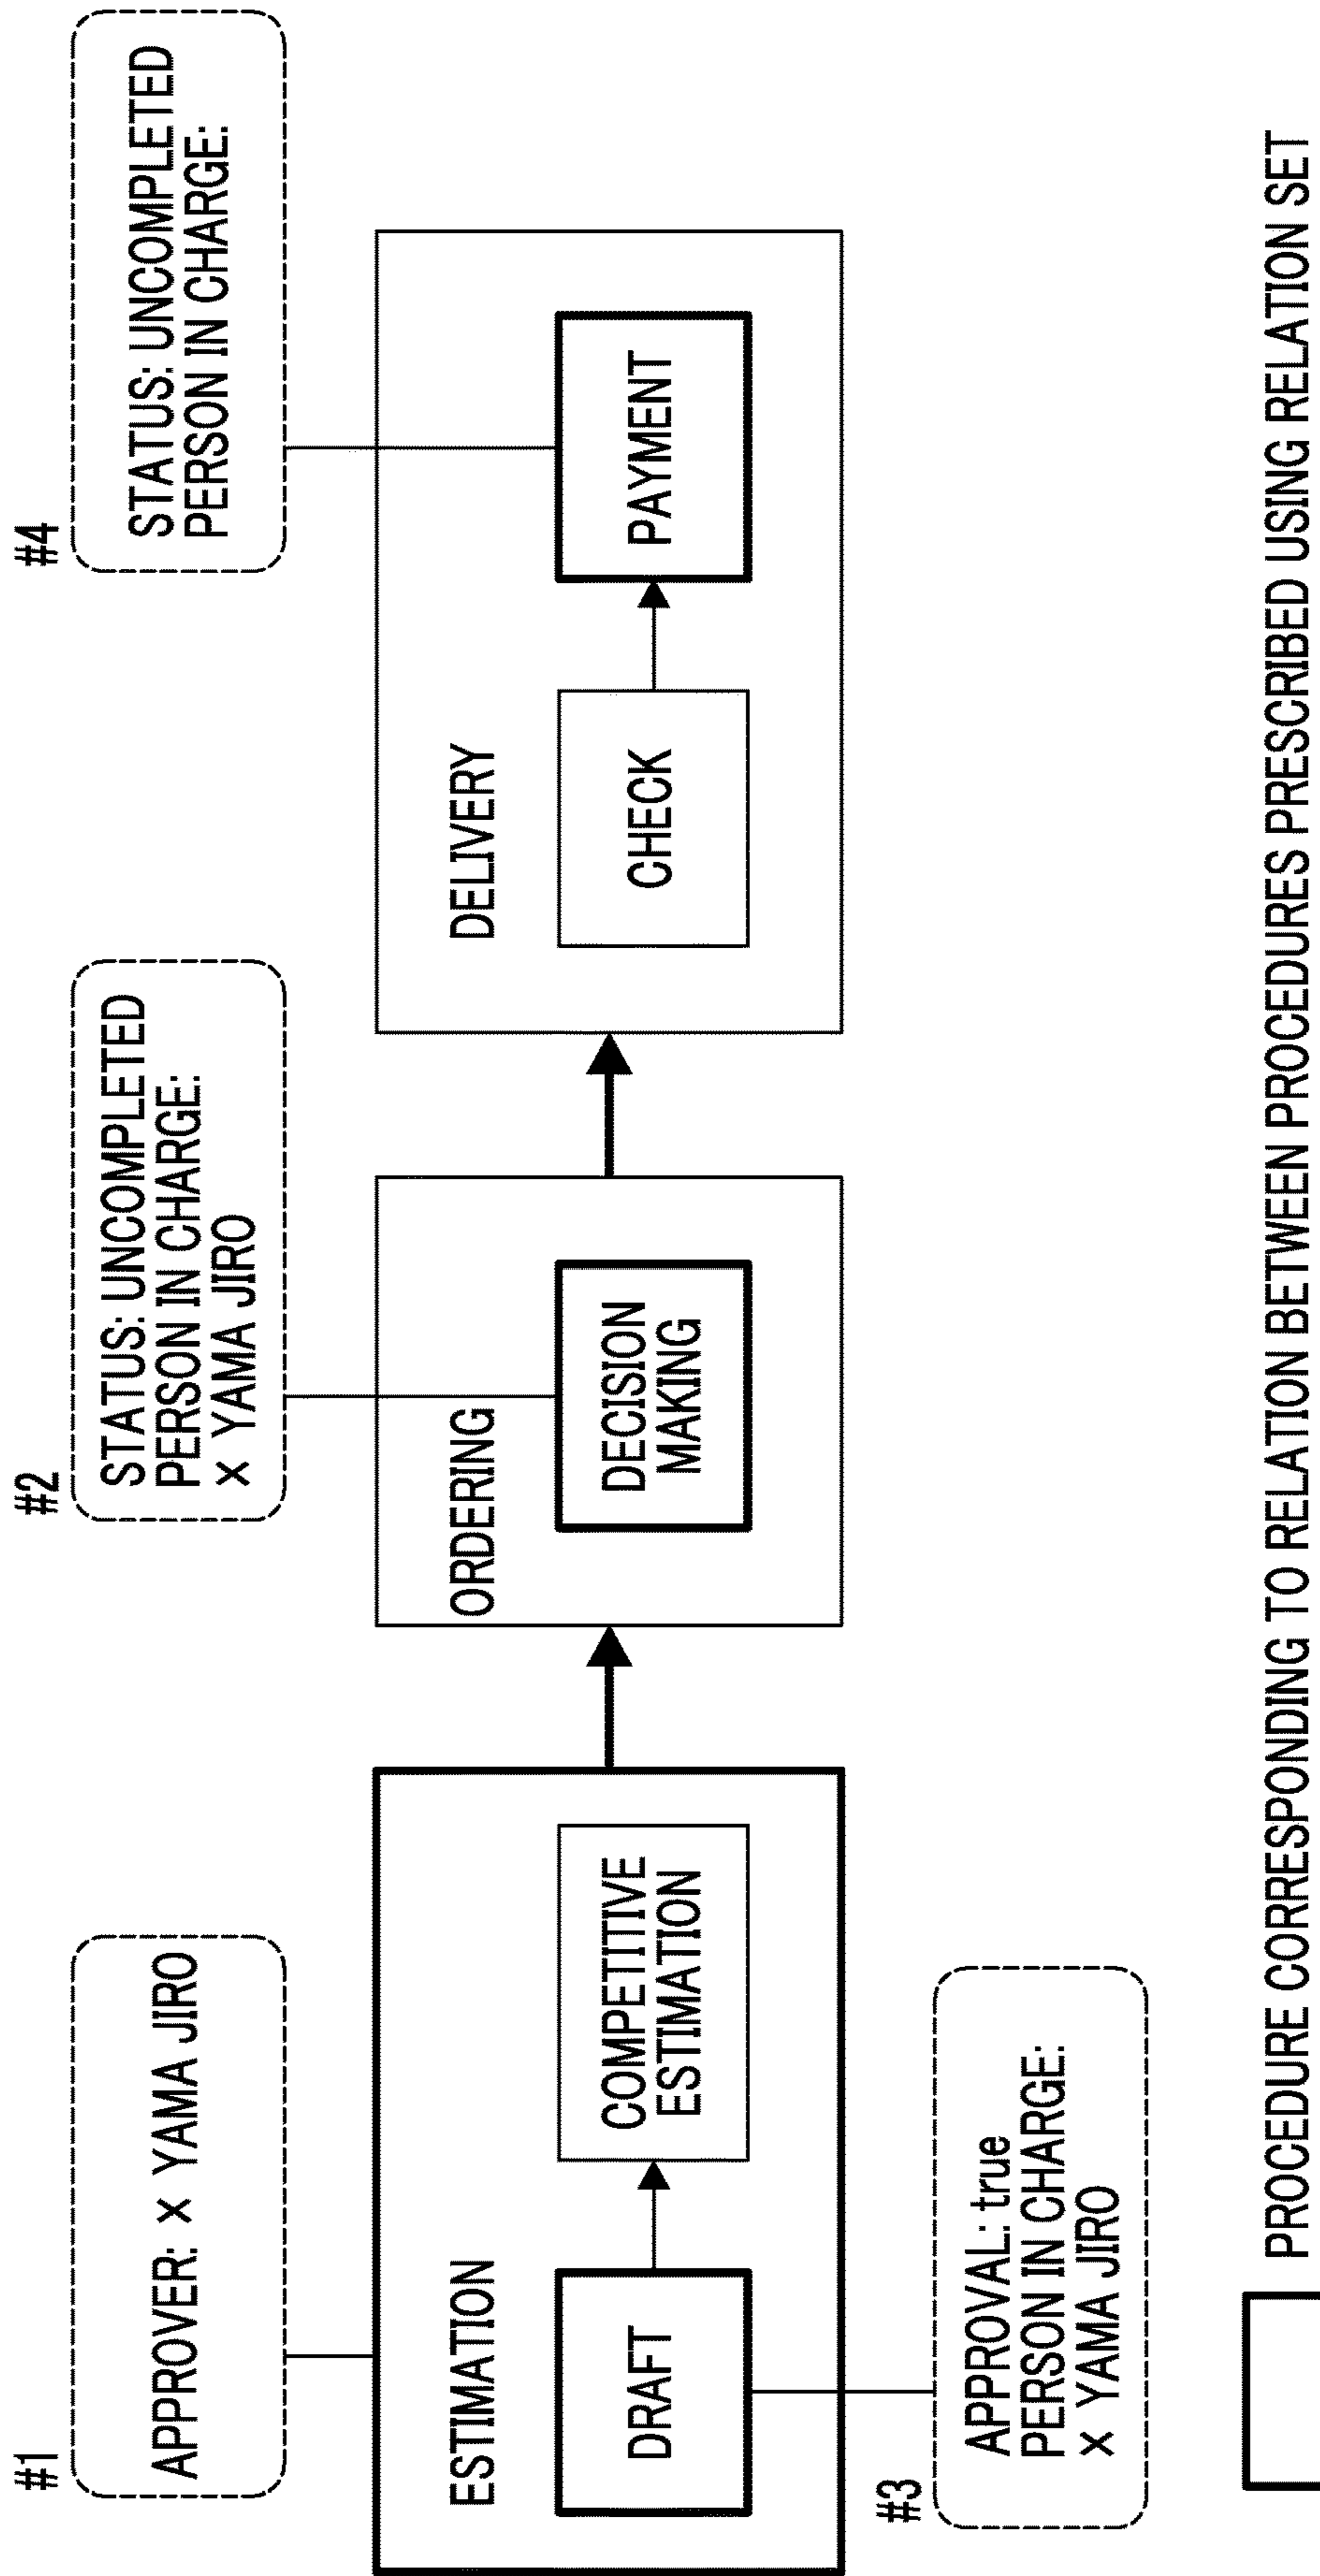 #1
APPROVER: × YAMA JIRO
#2
STATUS: UNCOMPLETED
PERSON IN CHARGE:
× YAMA JIRO
#4
STATUS: UNCOMPLETED
PERSON IN CHARGE:
ESTIMATION
DRAFT
COMPETITIVE
ESTIMATION
ORDERING
DECISION
MAKING
DELIVERY
CHECK
PAYMENT
#3
APPROVAL: true
PERSON IN CHARGE:
× YAMA JIRO
PROCEDURE CORRESPONDING TO RELATION BETWEEN PROCEDURES PRESCRIBED USING RELATION SET